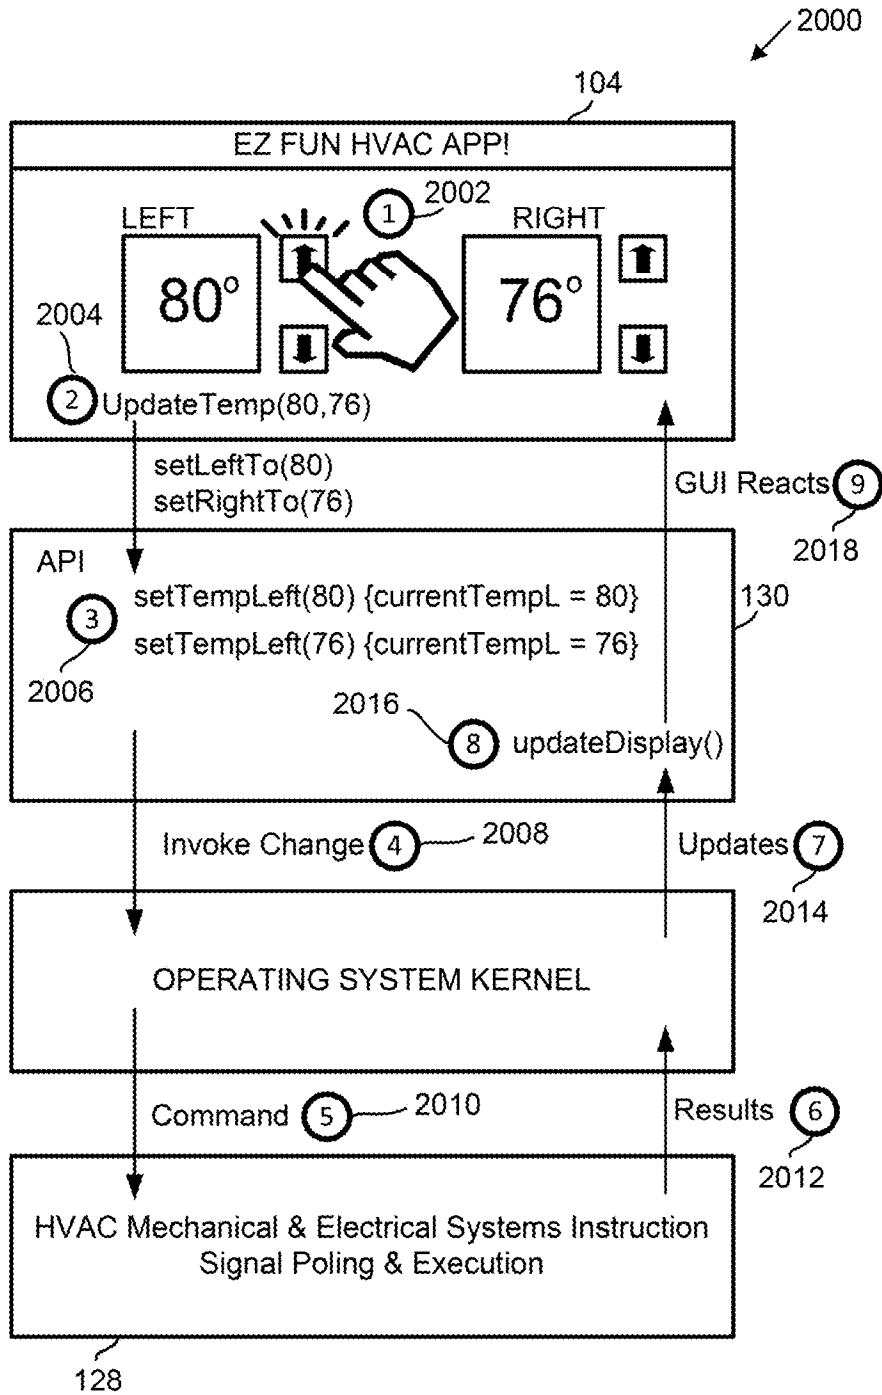 2000
104
EZ FUN HVAC APP!
1
2002
LEFT
RIGHT
80°
76°
2004
2
UpdateTemp(80,76)
setLeftTo(80)
setRightTo(76)
GUI Reacts 9
2018
API
130
3
setTempLeft(80) {currentTempL = 80}
setTempLeft(76) {currentTempL = 76}
2006
2016
8 updateDisplay()
Invoke Change 4 2008
Updates 7
2014
OPERATING SYSTEM KERNEL
Command 5 2010
Results 6
2012
HVAC Mechanical & Electrical Systems Instruction
Signal Poling & Execution
128